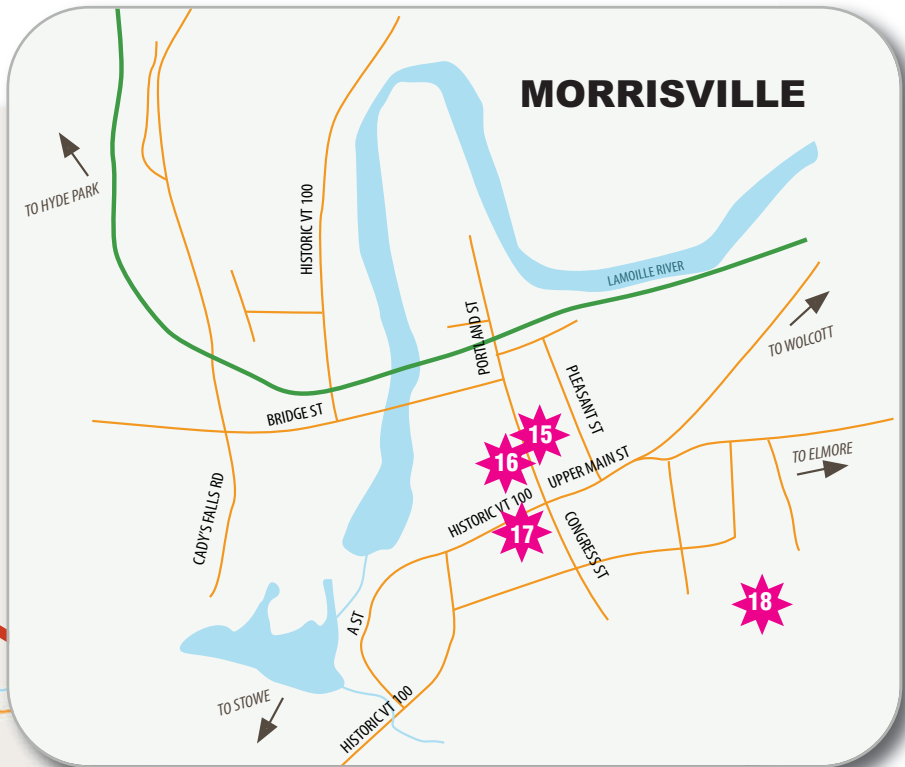 MORRISVILLE
TO HYDE PARK
HISTORIC VT 100
LAMOILLE RIVER
PORTLAND ST
TO WOLCOTT
PLEASANT ST
BRIDGE ST
15
16
UPPER MAIN ST
TO ELMORE
HISTORIC VT 100
17
CADY'S FALLS RD
CONGRESS ST
18
A ST
TO STOWE
HISTORIC VT 100